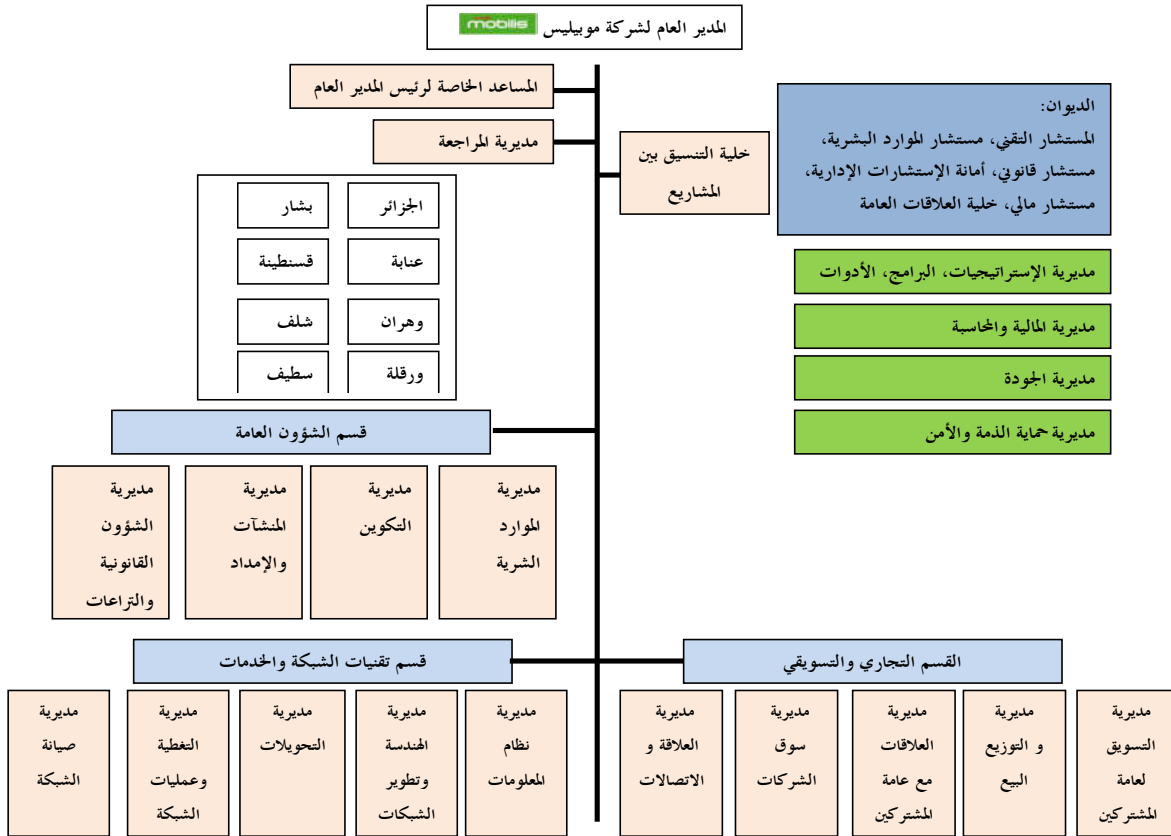 المدير العام لشركة موبيليس mobilis
المساعد الخاصة لرئيس المدير العام
مديرية المراجعة
خلية التنسيق بين
المشاريع
الديوان:
المستشار التقني، مستشار الموارد البشرية،
مستشار قانوني، أمانة الإستشارات الإدارية،
مستشار مالي، خلية العلاقات العامة
الجزائر
بشار
عنابة
قسنطينة
وهران
شلف
ورقلة
سطيف
مديرية الإستراتيجيات، البرامج، الأدوات
مديرية المالية والمحاسبة
مديرية الجودة
مديرية حماية الذمة والأمن
قسم الشؤون العامة
مديرية
الموارد
الشرية
مديرية
التكوين
مديرية
المنشآت
والإمداد
مديرية
الشؤون
القانونية
والتراعات
القسم التجاري والتسويقي
قسم تقنيات الشبكة والخدمات
مديرية
التسويق
لعامة
المشتركين
مديرية
و التوزيع
البيع
مديرية
العلاقات
مع عامة
المشتركين
مديرية
سوق
الشركات
مديرية
العلاقة و
الاتصالات
مديرية
نظام
المعلومات
مديرية
الهندسة
وتطوير
الشبكات
مديرية
التحويلات
مديرية
التغطية
وعمليات
الشبكة
مديرية
صيانة
الشبكة